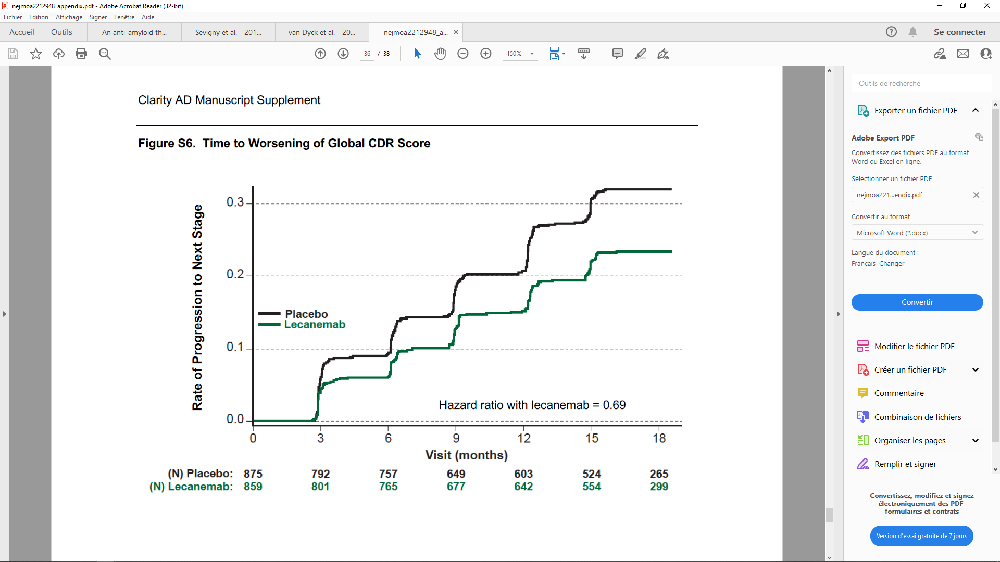 nejmoa2212948_appendix.pdf - Adobe Acrobat Reader (32-bit)
Fichier Edition Affichage Signer Fenêtre Aide
Accueil Outils An anti-amyloid th... Sevigny et al. - 201... van Dyck et al. - 20... nejmoa2212948_a... Se connecter
36 / 38 150%
Clarity AD Manuscript Supplement
Figure S6. Time to Worsening of Global CDR Score
Rate of Progression to Next Stage
0.3
0.2
0.1
0.0
Placebo
Lecanemab
Hazard ratio with lecanemab = 0.69
0 3 6 9 12 15 18
Visit (months)
(N) Placebo: 875 792 757 649 603 524 265
(N) Lecanemab: 859 801 765 677 642 554 299
Outils de recherche
Exporter un fichier PDF
Adobe Export PDF
Convertissez des fichiers PDF au format
Word ou Excel en ligne.
Sélectionner un fichier PDF
nejmoa221...endix.pdf
Convertir au format
Microsoft Word (*.docx)
Langue du document :
Français Changer
Convertir
Modifier le fichier PDF
Créer un fichier PDF
Commentaire
Combinaison de fichiers
Organiser les pages
Remplir et signer
Convertissez, modifiez et signez
électroniquement des PDF
formulaires et contrats
Version d'essai gratuite de 7 jours